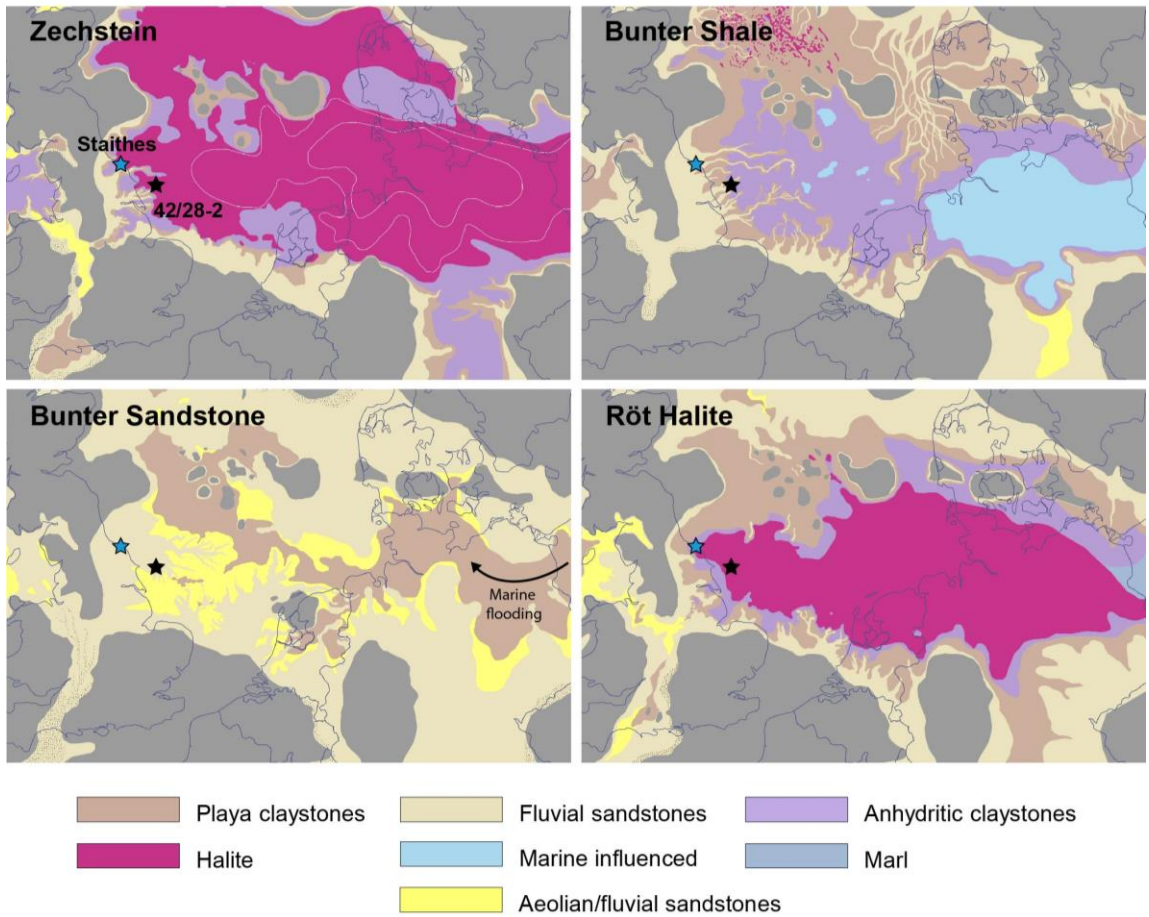 Zechstein
Bunter Shale
Staithes
42/28-2
Bunter Sandstone
Röt Halite
Marine
flooding
Playa claystones
Fluvial sandstones
Anhydritic claystones
Halite
Marine influenced
Marl
Aeolian/fluvial sandstones